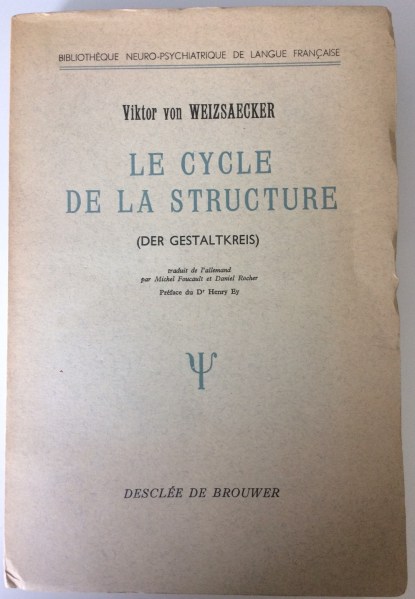 BIBLIOTHÈQUE NEURO-PSYCHIATRIQUE DE LANGUE FRANÇAISE
Viktor von WEIZSAECKER
LE CYCLE
DE LA STRUCTURE
(DER GESTALTKREIS)
traduit de l'allemand
par Michel Foucault et Daniel Rocher
Préface du Dr Henry Ey
Ψ
DESCLÉE DE BROUWER